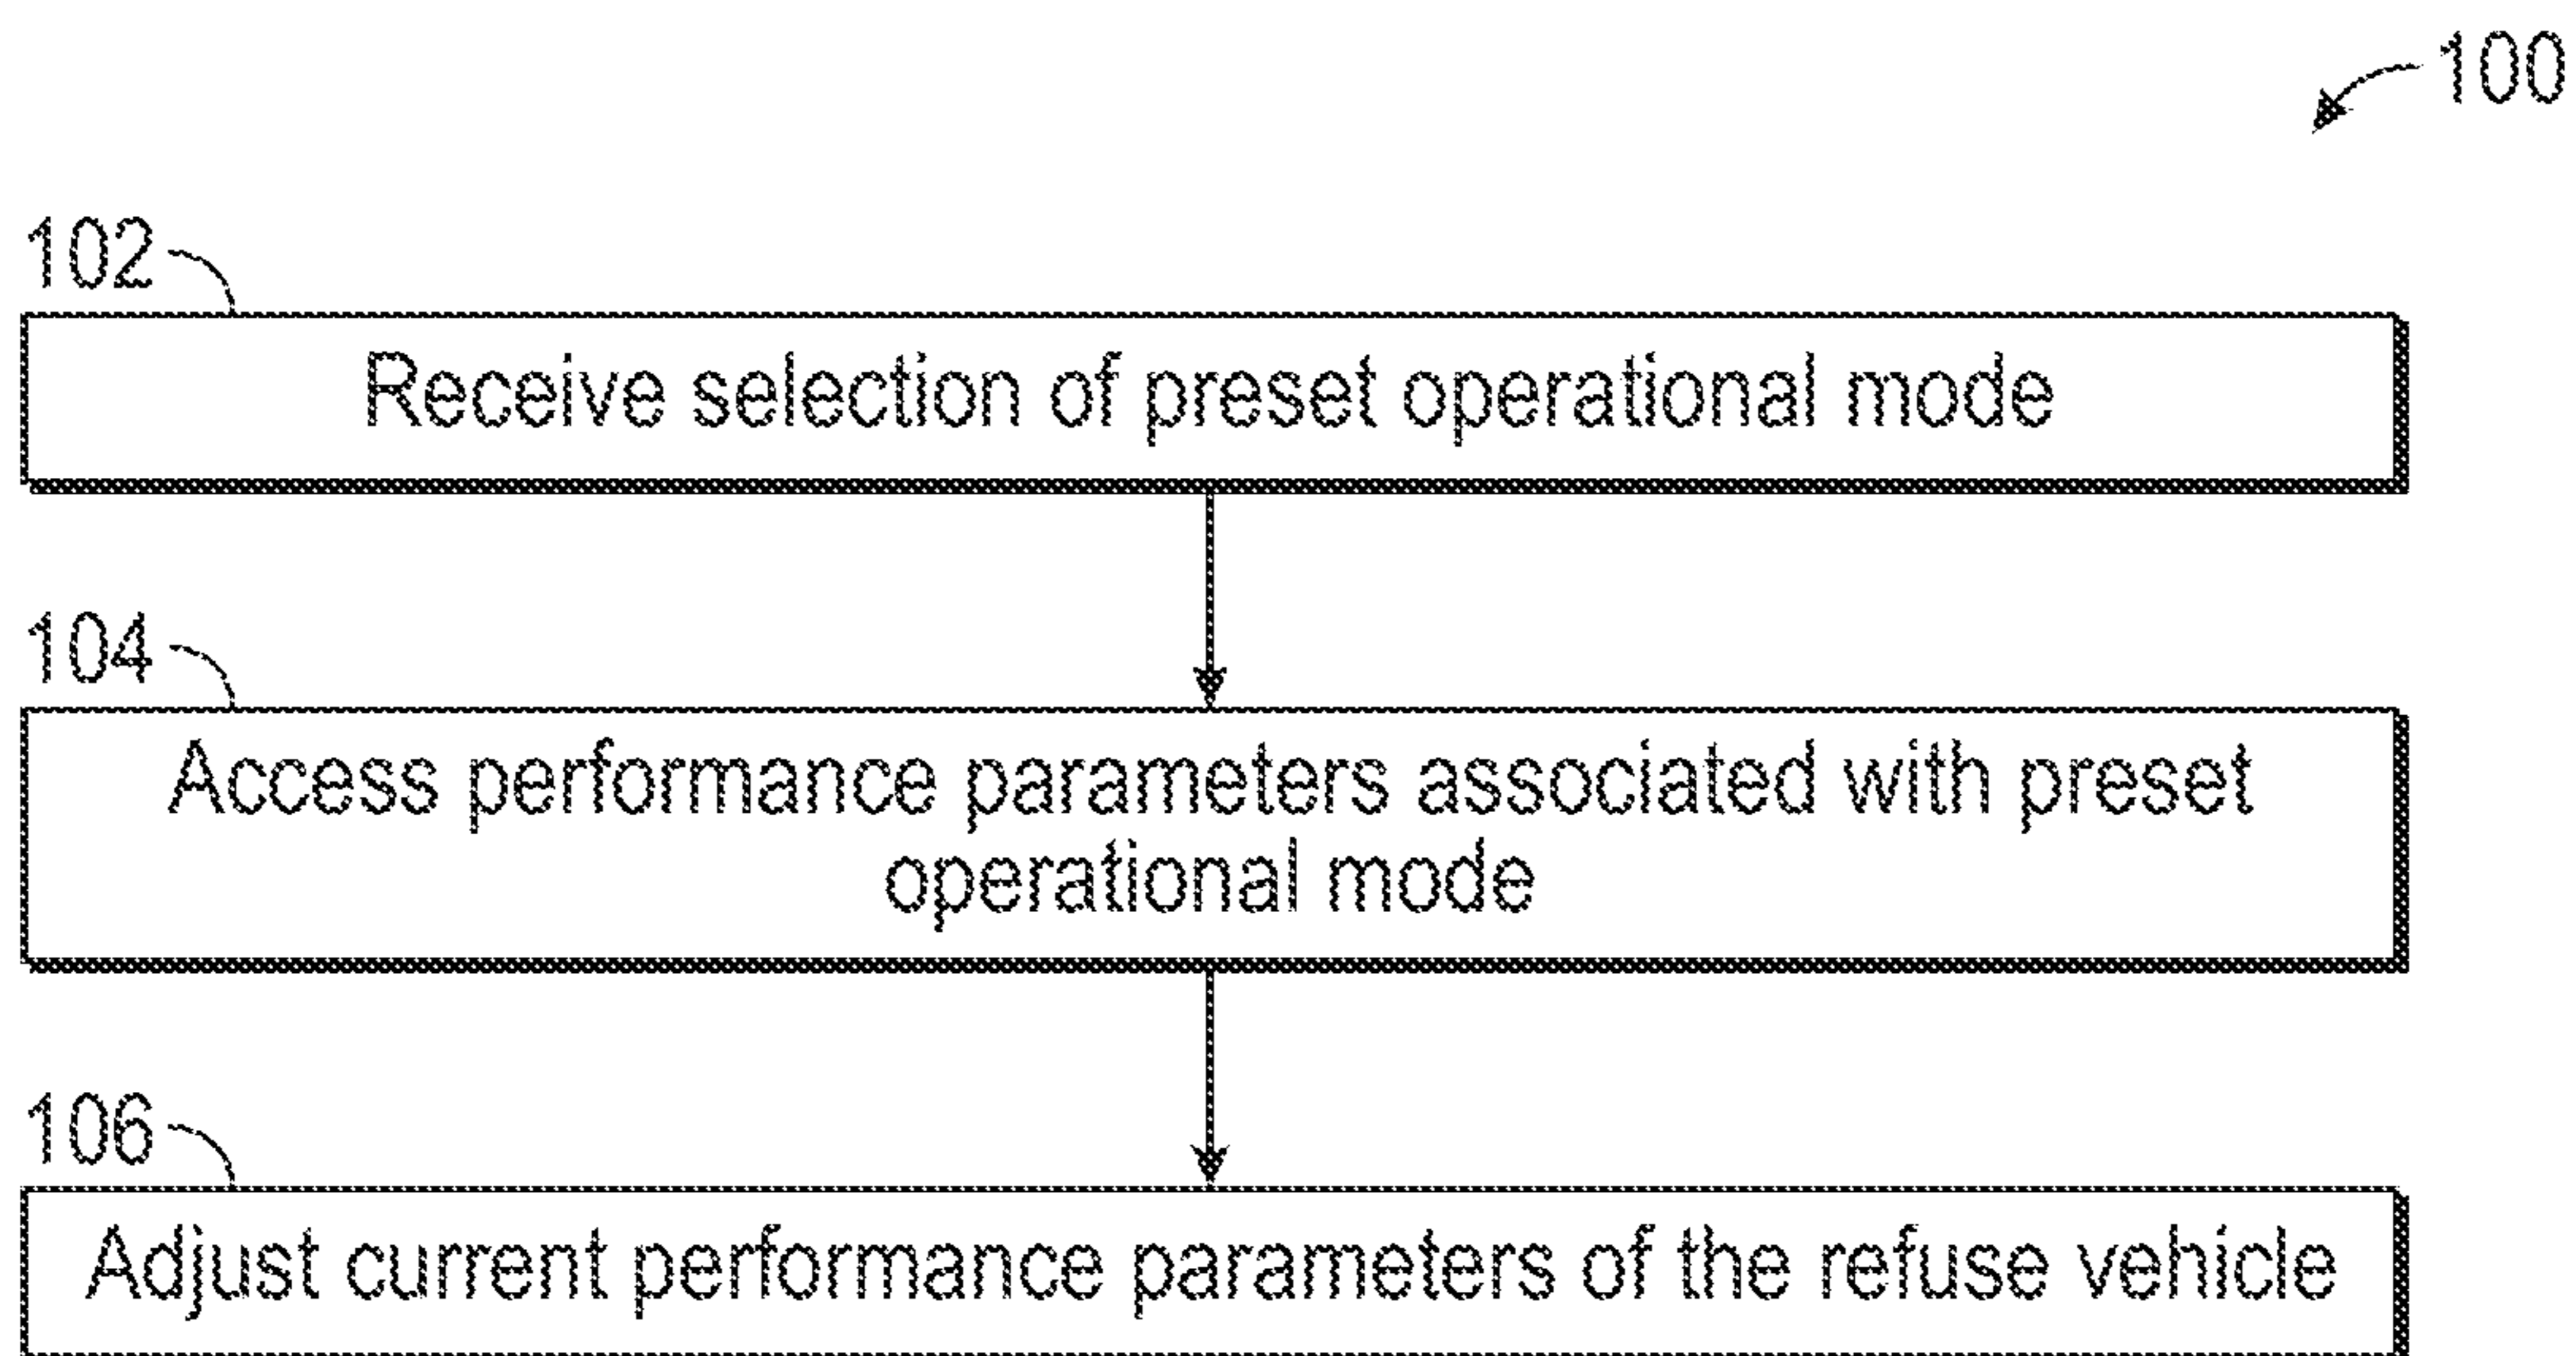 100
102
Receive selection of preset operational mode
104
Access performance parameters associated with preset
operational mode
106
Adjust current performance parameters of the refuse vehicle